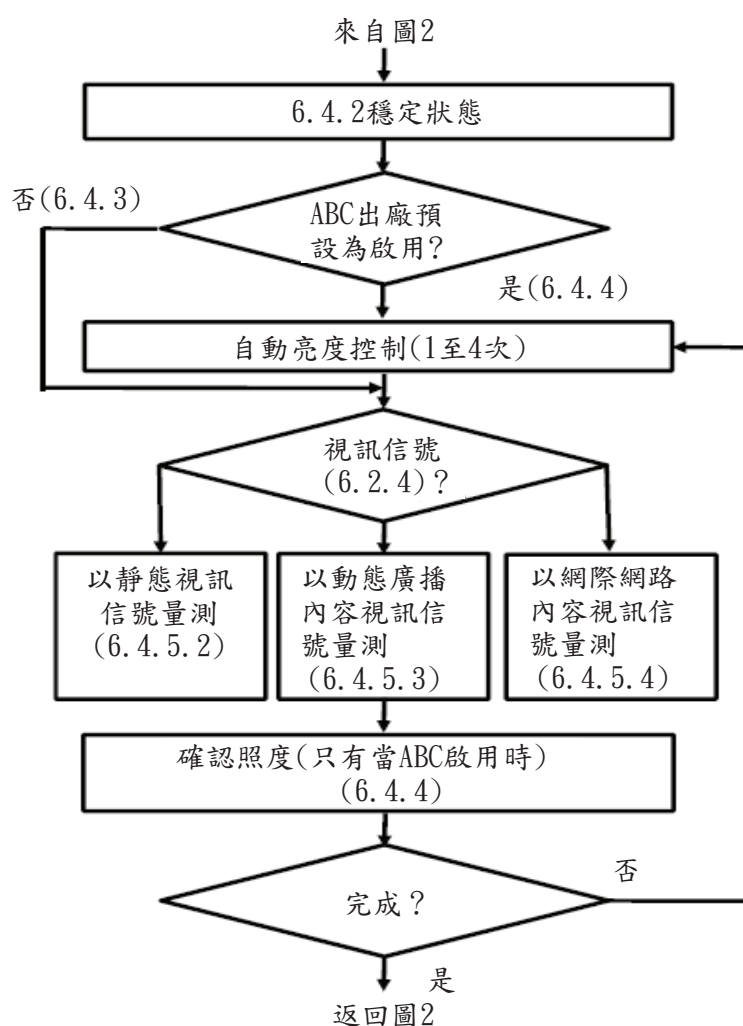 來自圖2
6.4.2穩定狀態
否(6.4.3)
ABC出廠預
設為啟用?
是(6.4.4)
自動亮度控制(1至4次)
視訊信號
(6.2.4)?
以靜態視訊
信號量測
(6.4.5.2)
以動態廣播
內容視訊信
號量測
(6.4.5.3)
以網際網路
內容視訊信
號量測
(6.4.5.4)
確認照度(只有當ABC啟用時)
(6.4.4)
完成？
否
是
返回圖2